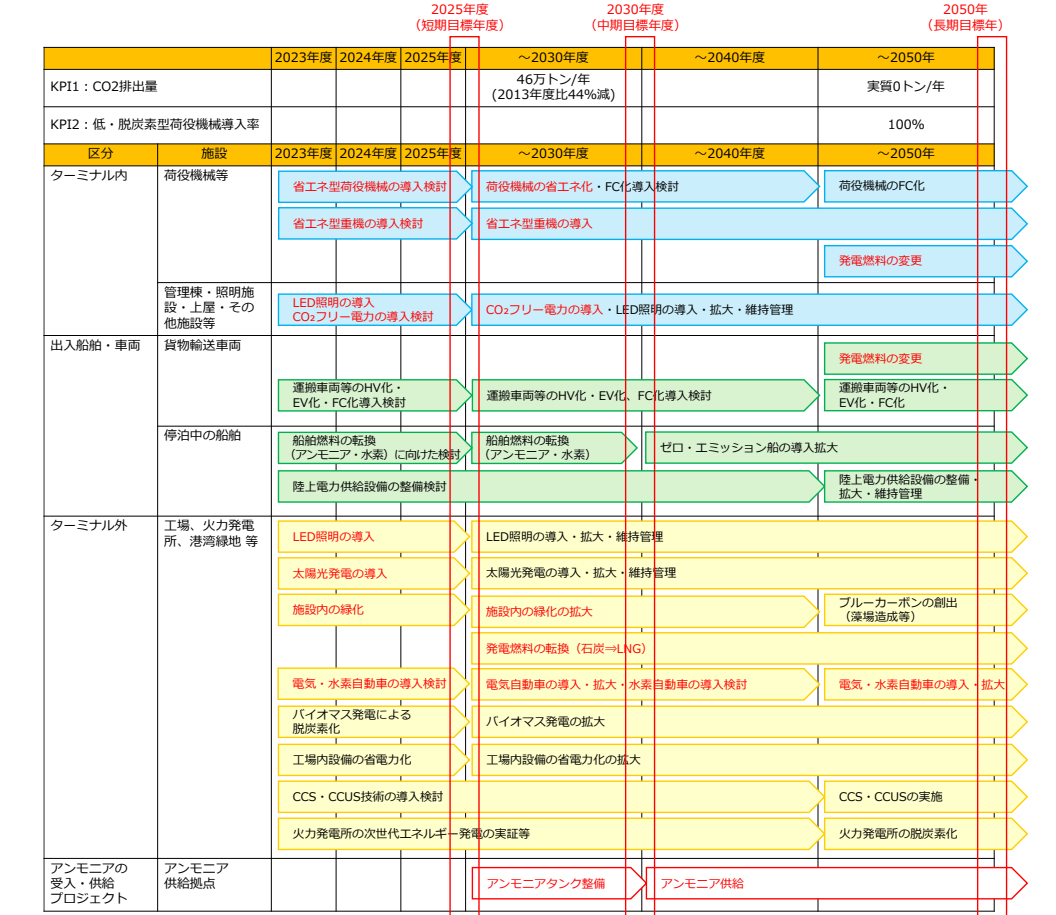 2025年度
（短期目標年度）
2030年度
（中期目標年度）
2050年
（長期目標年）
2023年度 2024年度 2025年度 ～2030年度 ～2040年度 ～2050年
KPI1：CO2排出量
46万トン/年
(2013年度比44%減)
実質0トン/年
KPI2：低・脱炭素型荷役機械導入率
100%
区分 施設 2023年度 2024年度 2025年度 ～2030年度 ～2040年度 ～2050年
ターミナル内
荷役機械等
省エネ型荷役機械の導入検討
荷役機械の省エネ化・FC化導入検討
荷役機械のFC化
省エネ型重機の導入検討
省エネ型重機の導入
発電燃料の変更
管理棟・照明施
設・上屋・その
他施設等
LED照明の導入
CO₂フリー電力の導入検討
CO₂フリー電力の導入・LED照明の導入・拡大・維持管理
出入船舶・車両
貨物輸送車両
発電燃料の変更
運搬車両等のHV化・
EV化・FC化導入検討
運搬車両等のHV化・EV化、FC化導入検討
運搬車両等のHV化・
EV化・FC化
停泊中の船舶
船舶燃料の転換
（アンモニア・水素）に向けた検討
船舶燃料の転換
（アンモニア・水素）
ゼロ・エミッション船の導入拡大
陸上電力供給設備の整備検討
陸上電力供給設備の整備・
拡大・維持管理
ターミナル外
工場、火力発電
所、港湾緑地 等
LED照明の導入
LED照明の導入・拡大・維持管理
太陽光発電の導入
太陽光発電の導入・拡大・維持管理
施設内の緑化
施設内の緑化の拡大
ブルーカーボンの創出
（藻場造成等）
発電燃料の転換（石炭⇒LNG）
電気・水素自動車の導入検討
電気自動車の導入・拡大・水素自動車の導入検討
電気・水素自動車の導入・拡大
バイオマス発電による
脱炭素化
バイオマス発電の拡大
工場内設備の省電力化
工場内設備の省電力化の拡大
CCS・CCUS技術の導入検討
CCS・CCUSの実施
火力発電所の次世代エネルギー発電の実証等
火力発電所の脱炭素化
アンモニアの
受入・供給
プロジェクト
アンモニア
供給拠点
アンモニアタンク整備
アンモニア供給